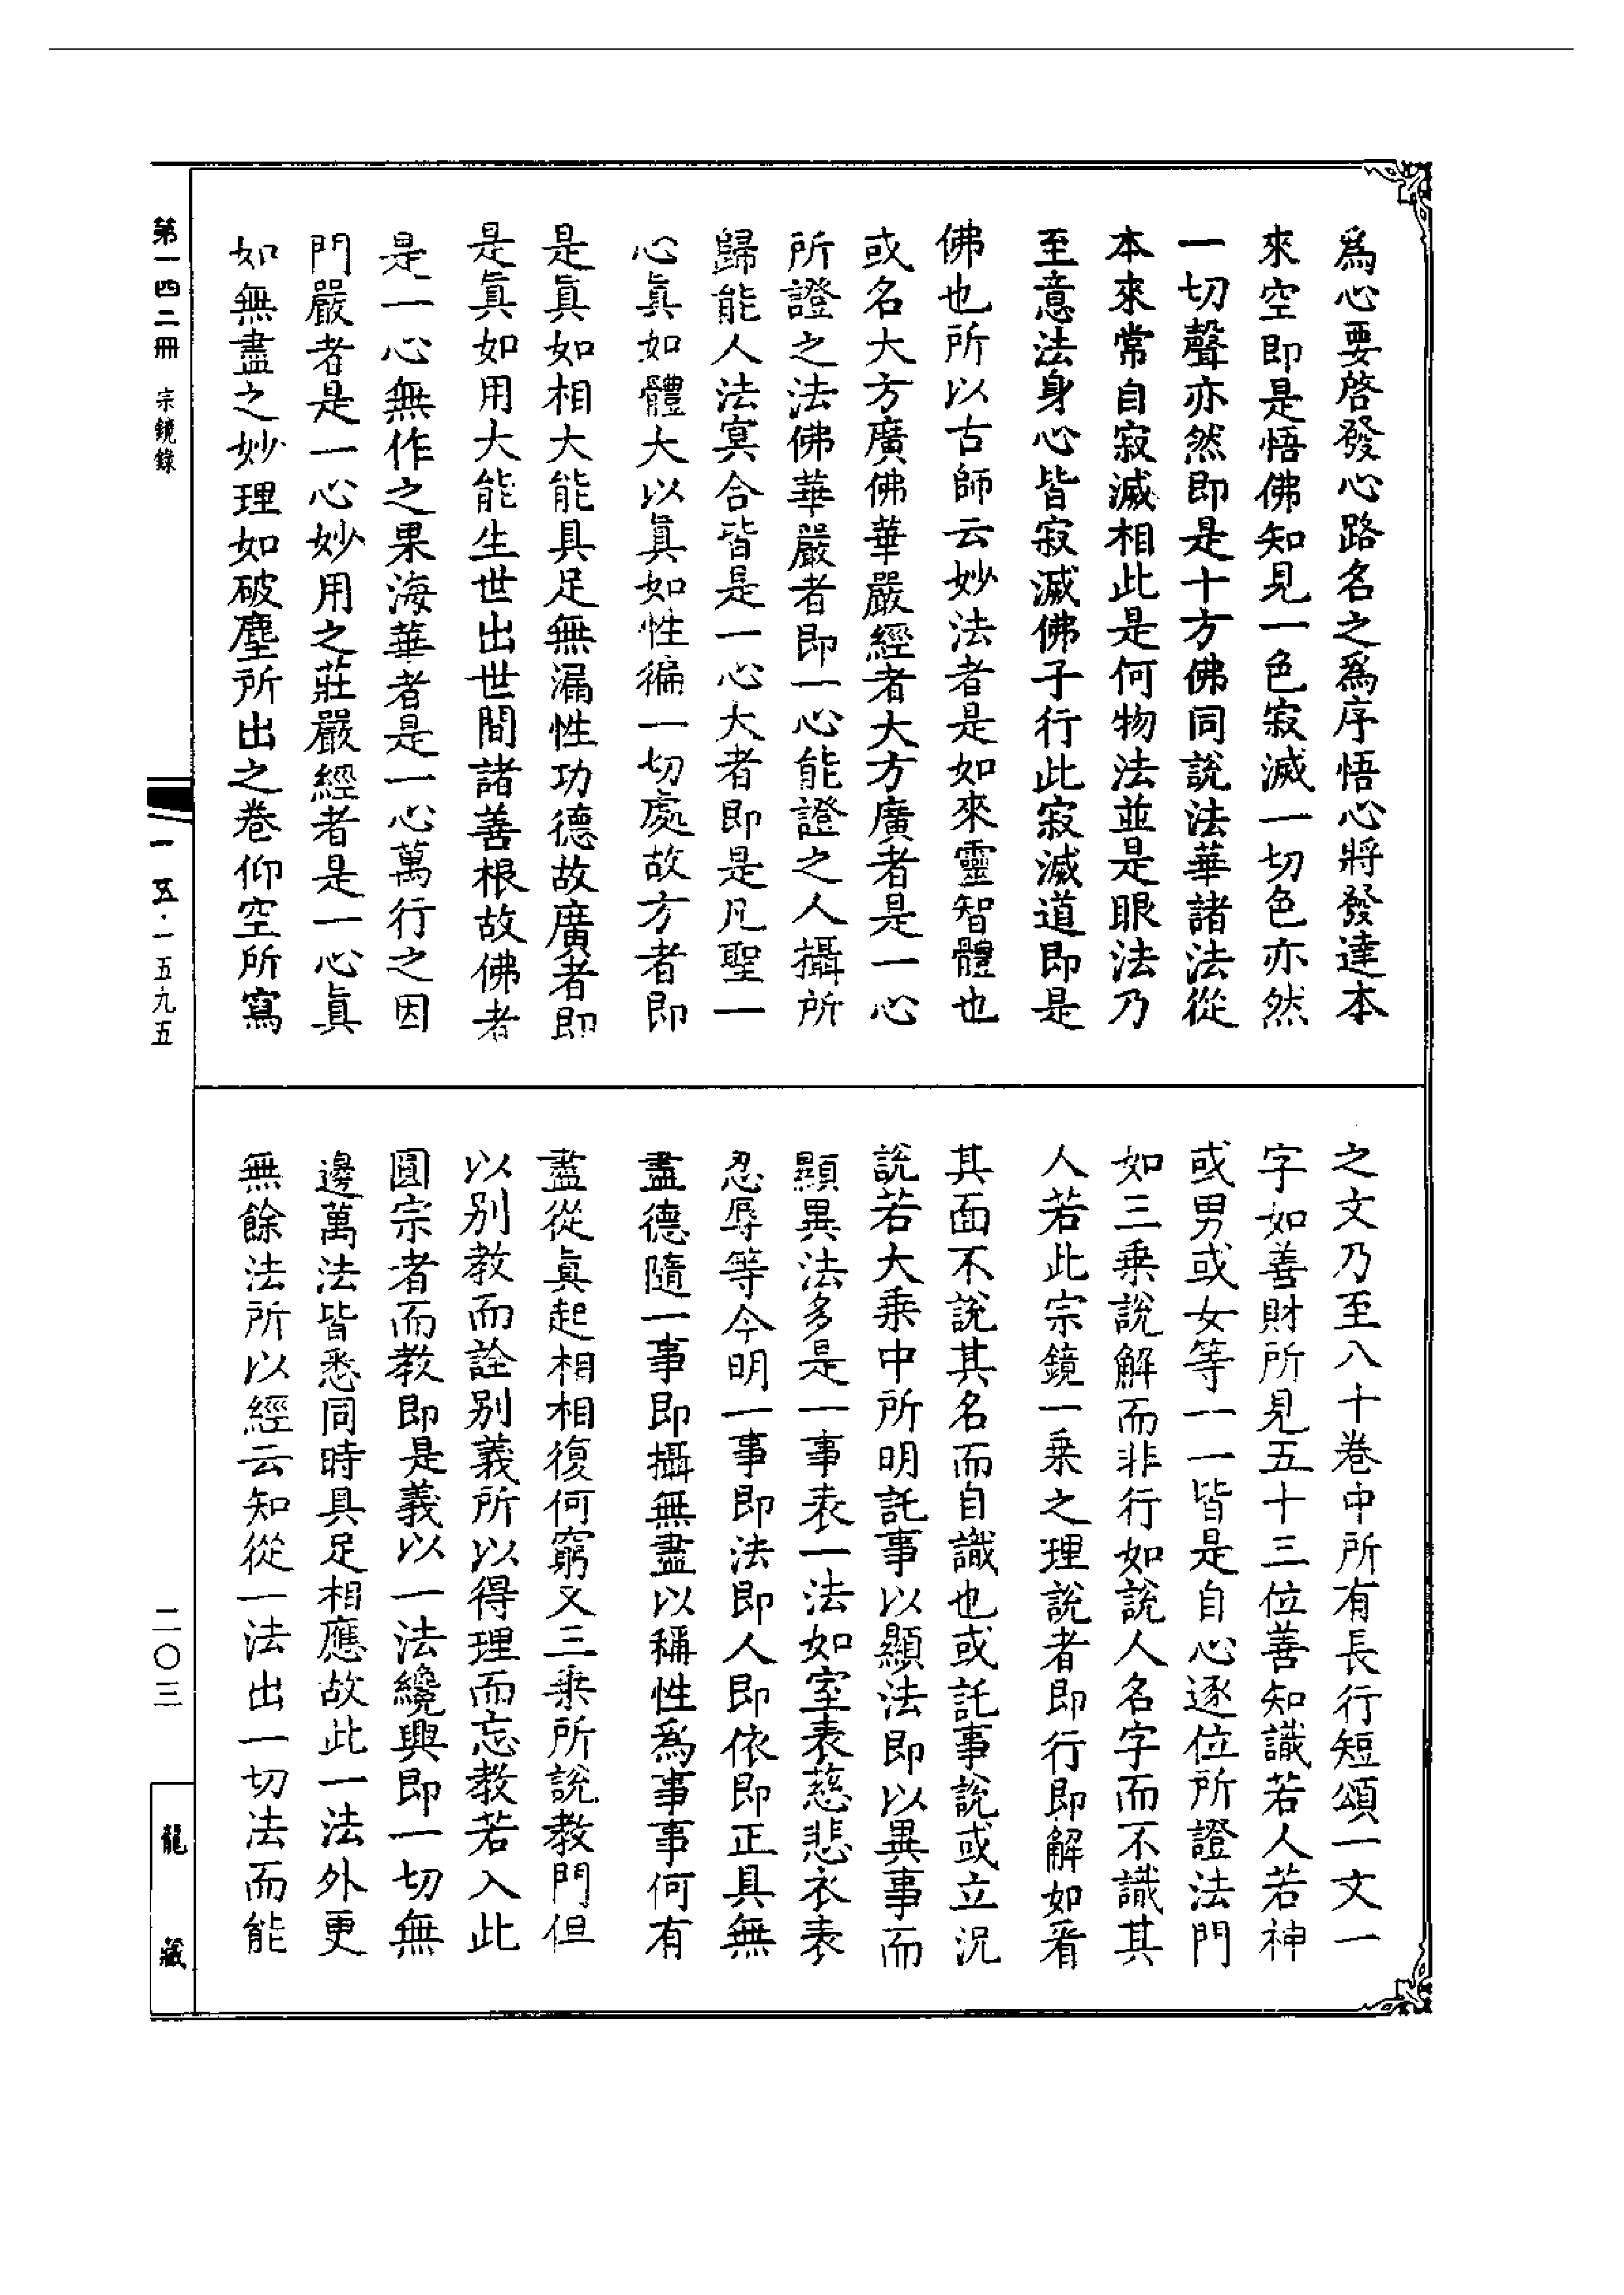 為心要啓發心路名之為序悟心將發達本
來空即是悟佛知見一色寂滅一切色亦然
一切聲亦然即是十方佛同說法華諸法從
本來常自寂滅相此是何物法並是眼法乃
至意法身心皆寂滅佛子行此寂滅道即是
佛也所以古師云妙法者是如來靈智體也
或名大方廣佛華嚴經者大方廣者是一心
所證之法佛華嚴者即一心能證之人攝所
歸能人法冥合皆是一心大者即是凡聖一
心眞如體大以眞如性徧一切處故方者即
是眞如相大能具足無漏性功德故廣者即
是眞如用大能生世出世間諸善根故佛者
是一心無作之果海華者是一心萬行之因
門嚴者是一心妙用之莊嚴經者是一心眞
如無盡之妙理如破塵所出之卷仰空所寫
之文乃至八十卷中所有長行短頌一文一
字如善財所見五十三位善知識若人若神
或男或女等一一皆是自心逐位所證法門
如三乘說解而非行如說人名字而不識其
人若此宗鏡一乘之理說者即行即解如看
其面不說其名而自識也或託事說或立況
說若大乘中所明託事以顯法即以異事而
顯異法多是一事表一法如室表慈悲衣表
忍辱等今明一事即法即人即依即正具無
盡德隨一事即攝無盡以稱性為事事何有
盡從眞起相相復何窮又三乘所說教門但
以別教而詮別義所以得理而忘教若入此
圓宗者而教即是義以一法纔興即一切無
邊萬法皆悉同時具足相應故此一法外更
無餘法所以經云知從一法出一切法而能
第一四二冊 宗鏡錄
一五·一五九五
二〇三
龍藏